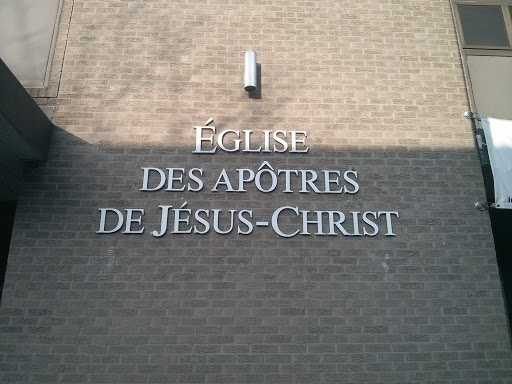 ÉGLISE
DES APÔTRES
DE JÉSUS-CHRIST